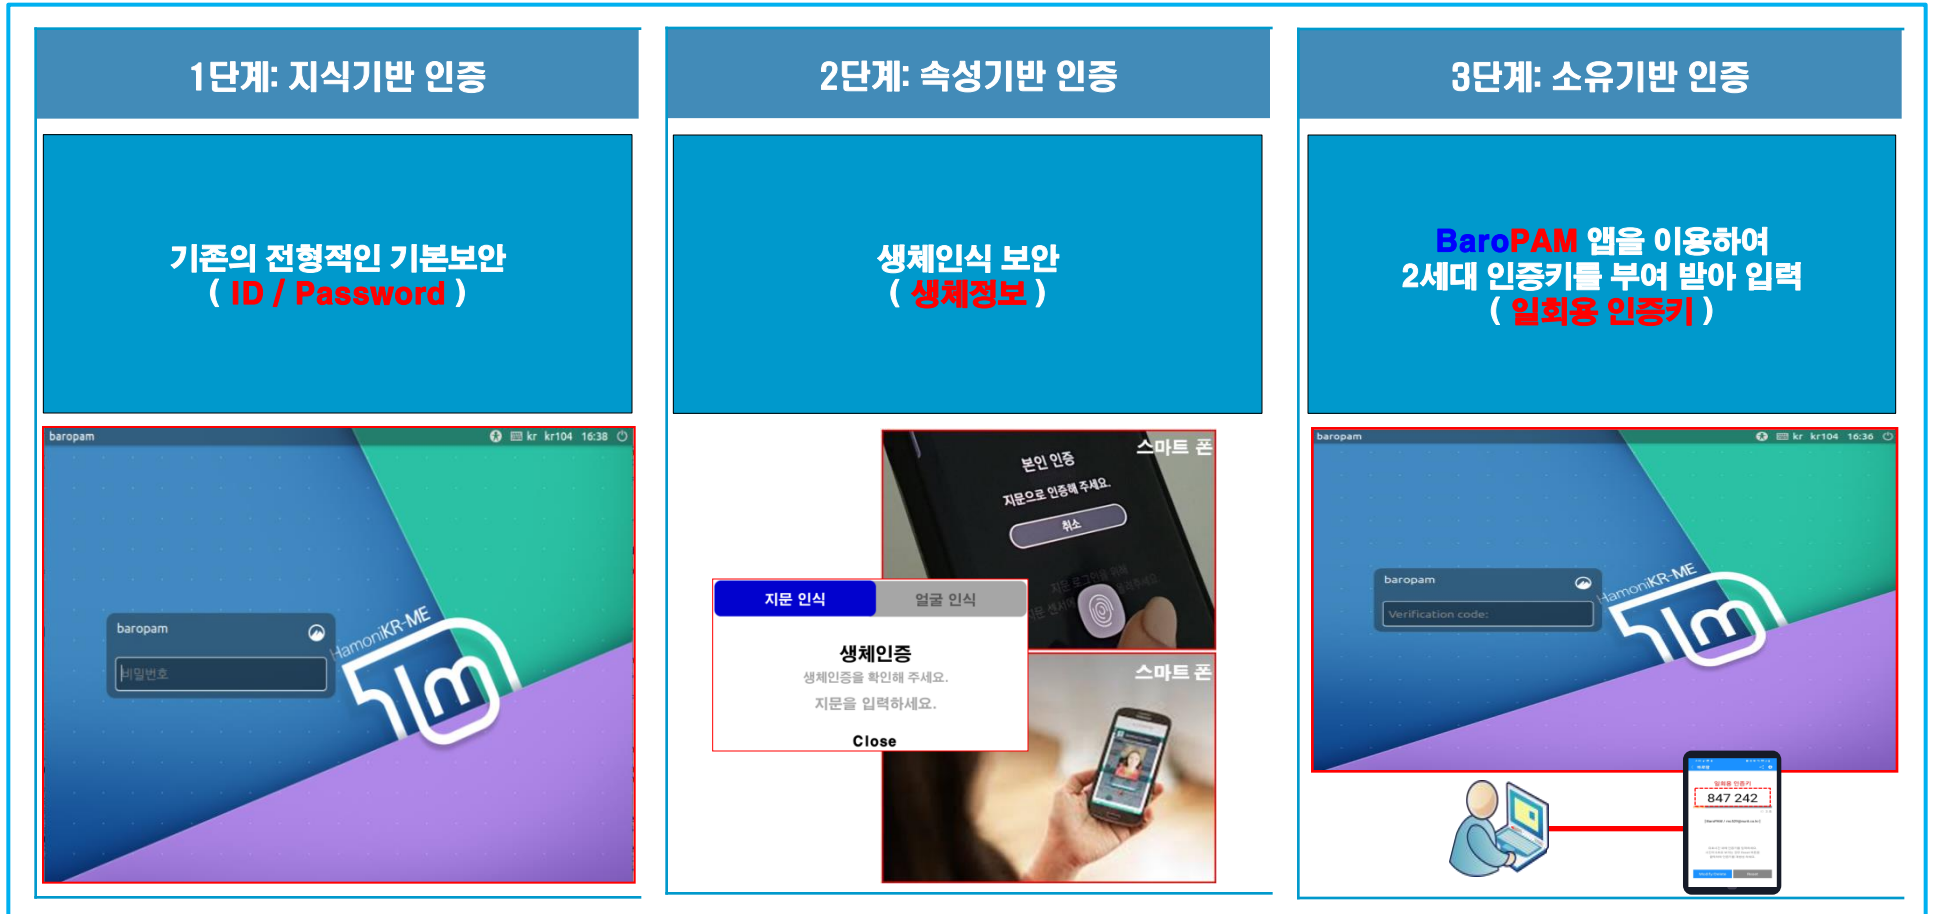 1단계: 지식기반 인증
기존의 전형적인 기본보안
( ID / Password )
baropam
kr kr104 16:38
baropam
비밀번호
HamoniKR-ME
2단계: 속성기반 인증
생체인식 보안
( 생체정보 )
스마트 폰
본인 인증
지문으로 인증해 주세요.
취소
지문 인식
얼굴 인식
생체인증
생체인증을 확인해 주세요.
지문을 입력하세요.
Close
스마트 폰
3단계: 소유기반 인증
BaroPAM 앱을 이용하여
2세대 인증키를 부여 받아 입력
( 일회용 인증키 )
baropam
kr kr104 16:36
baropam
Verification code:
HamoniKR-ME
일회용 인증키
847 242